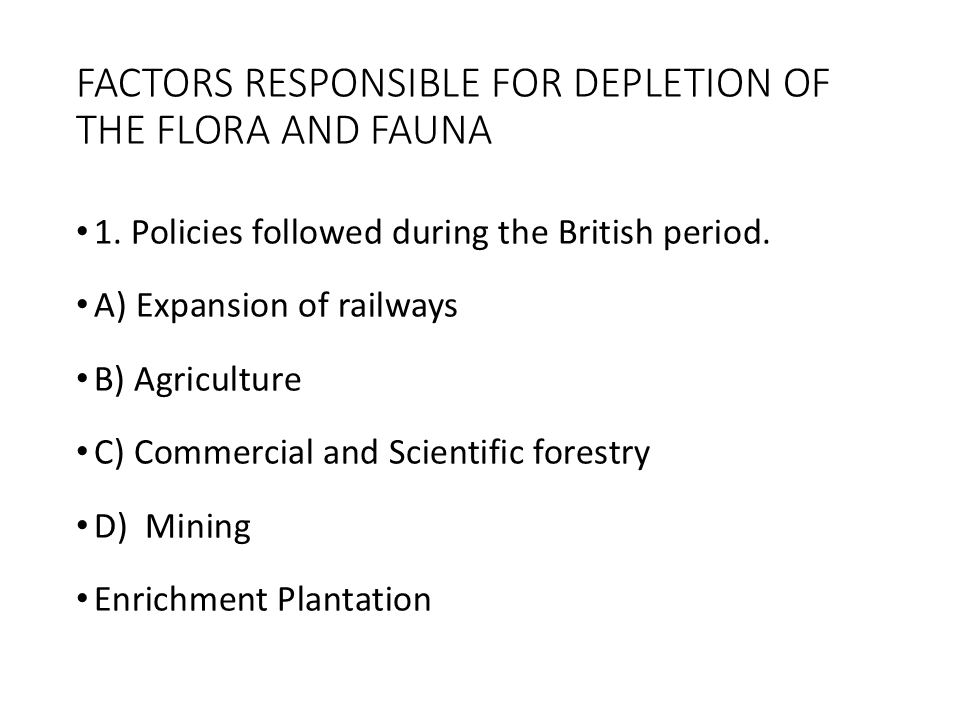 FACTORS RESPONSIBLE FOR DEPLETION OF
THE FLORA AND FAUNA
• 1. Policies followed during the British period.
• A) Expansion of railways
• B) Agriculture
• C) Commercial and Scientific forestry
• D)  Mining
• Enrichment Plantation